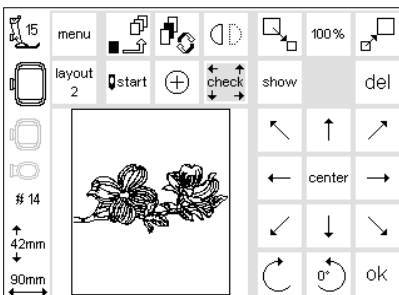 15
menu
100%
layout
2
start
check
show
del
center
# 14
42mm
90mm
0°
ok